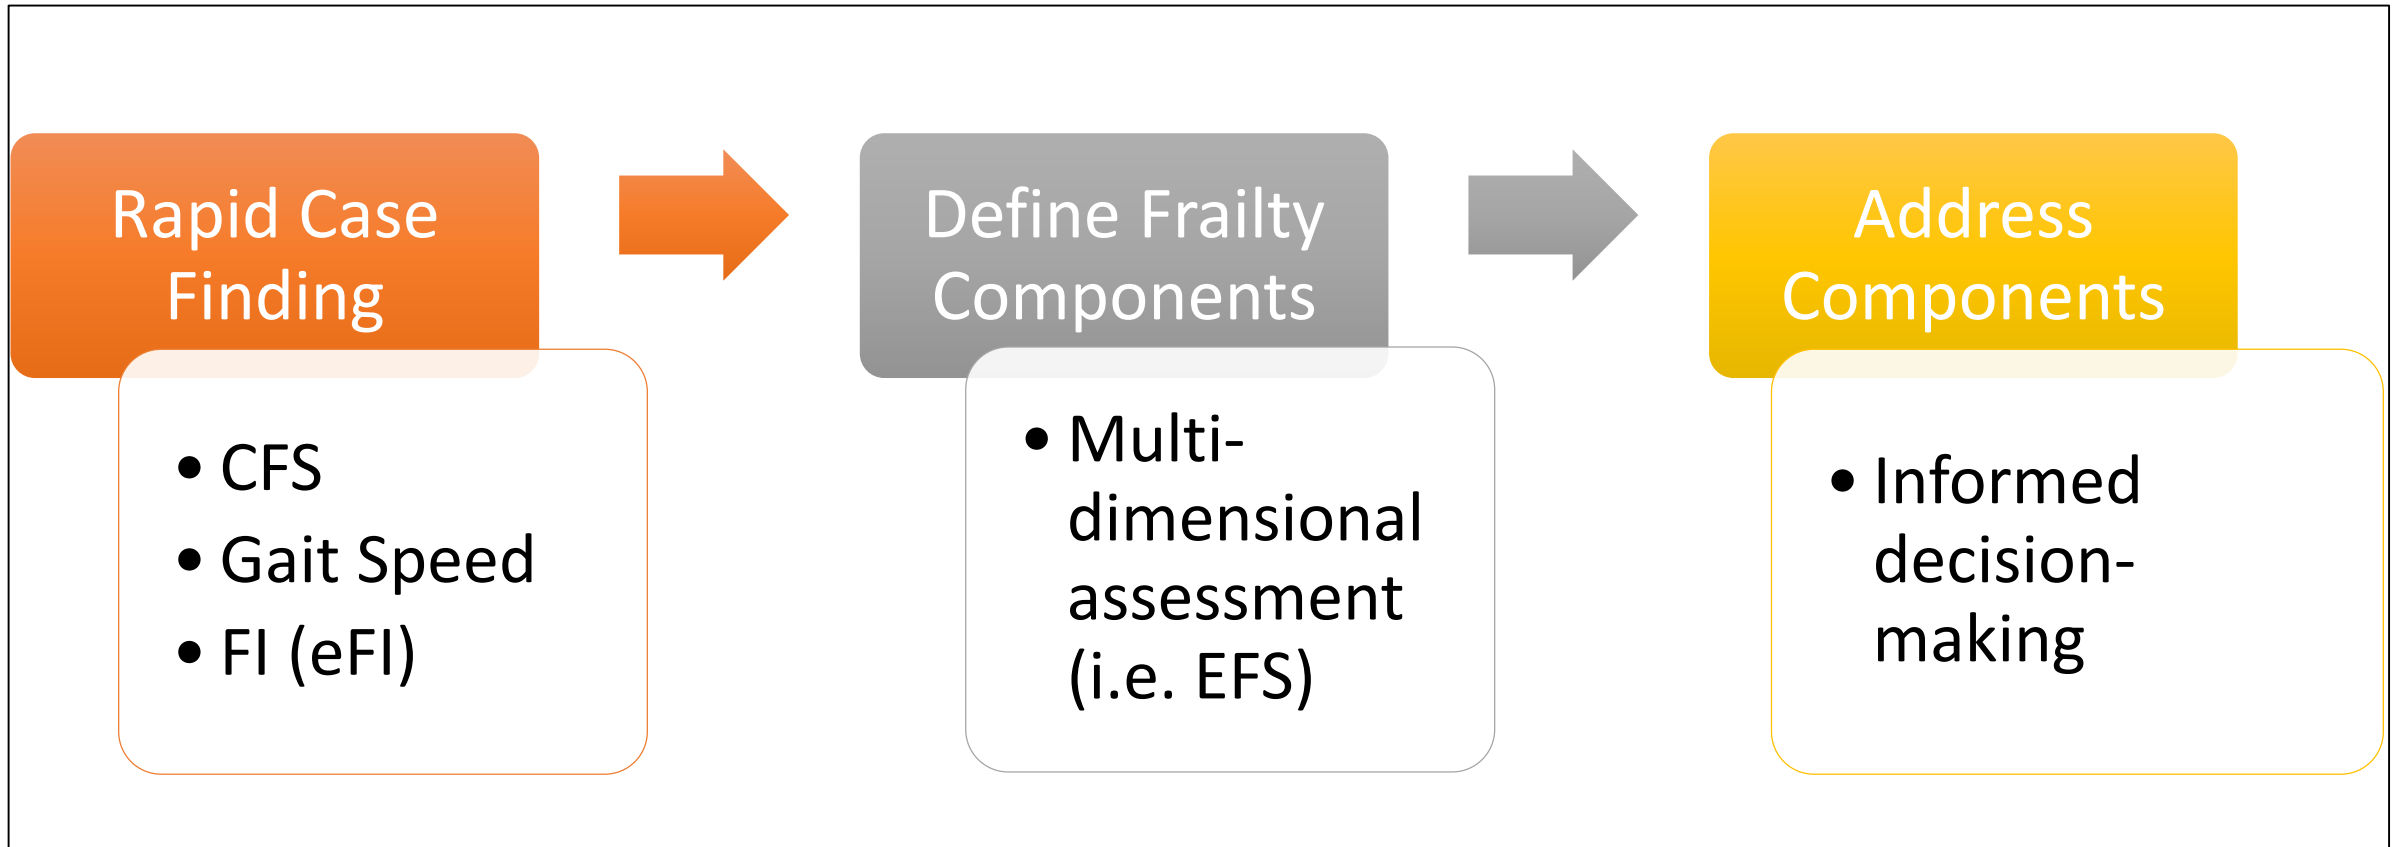 Rapid Case
Finding
• CFS
• Gait Speed
• FI (eFI)
Define Frailty
Components
• Multi-
dimensional
assessment
(i.e. EFS)
Address
Components
• Informed
decision-
making